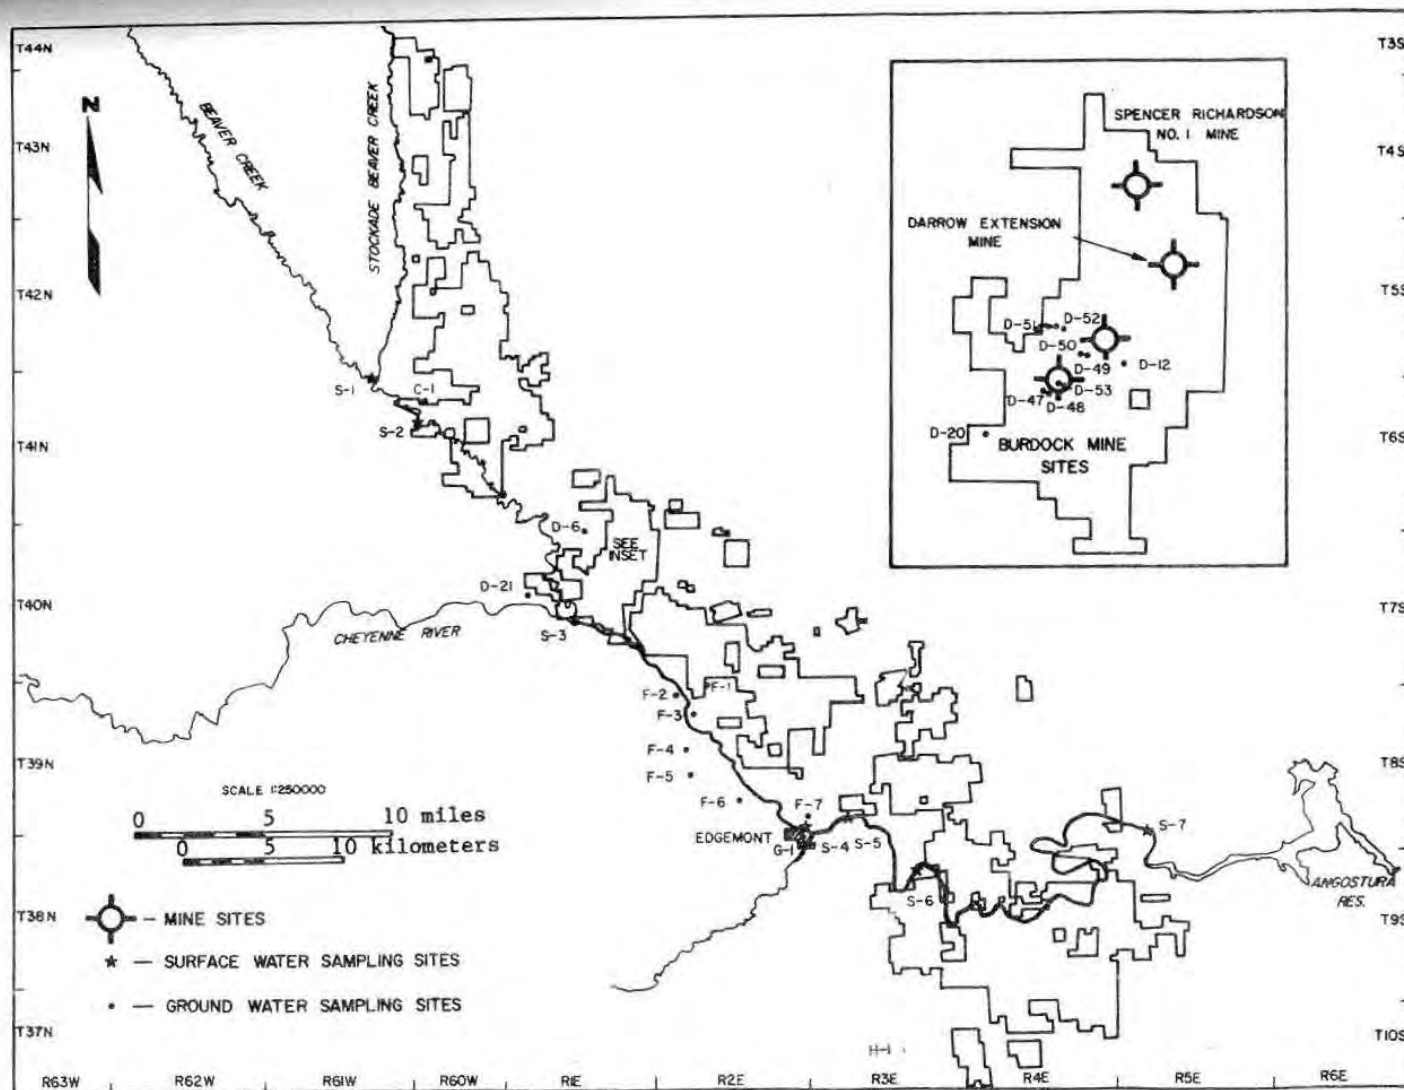 T44N
T3S
N
BEAVER CREEK
STOCKADE BEAVER CREEK
SPENCER RICHARDSON
NO. 1 MINE
T43N
T4S
DARROW EXTENSION
MINE
T42N
T5S
D-51
D-52
D-50
D-49
D-12
D-53
D-47
D-48
D-20
BURDOCK MINE
SITES
S-1
C-1
S-2
T41N
T6S
D-6
SEE
INSET
D-21
T40N
T7S
CHEYENNE RIVER
S-3
F-1
F-2
F-3
F-4
F-5
F-6
F-7
T39N
T8S
SCALE 1:250000
0 5 10 miles
0 5 10 kilometers
EDGEMONT
G-1
S-4
S-5
S-7
S-6
ANGOSTURA
RES.
T38N
T9S
— MINE SITES
— SURFACE WATER SAMPLING SITES
— GROUND WATER SAMPLING SITES
T37N
T10S
H-1
R63W R62W R61W R60W R1E R2E R3E R4E R5E R6E